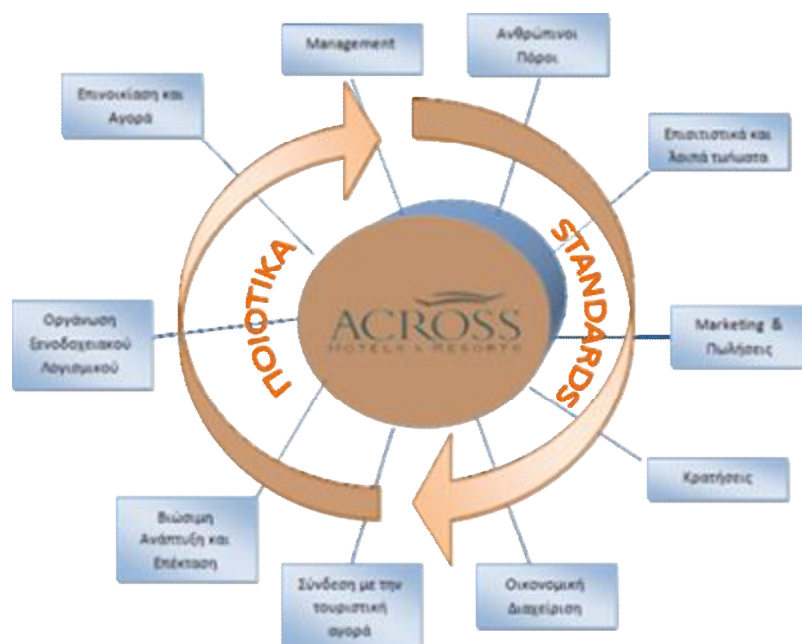 Management
Ανθρώπινοι
Πόροι
Επισιτιστικά και
λοιπά τμήματα
Marketing &
Πωλήσεις
Κρατήσεις
Οικονομική
Διαχείριση
Σύνδεση με την
τουριστική
αγορά
Βιώσιμη
Ανάπτυξη και
Επέκταση
Οργάνωση
Ξενοδοχειακού
Λογισμικού
Επινοικίαση και
Αγορά
ΠΟΙΟΤΙΚΑ
STANDARDS
ACROSS
HOTELS & RESORTS